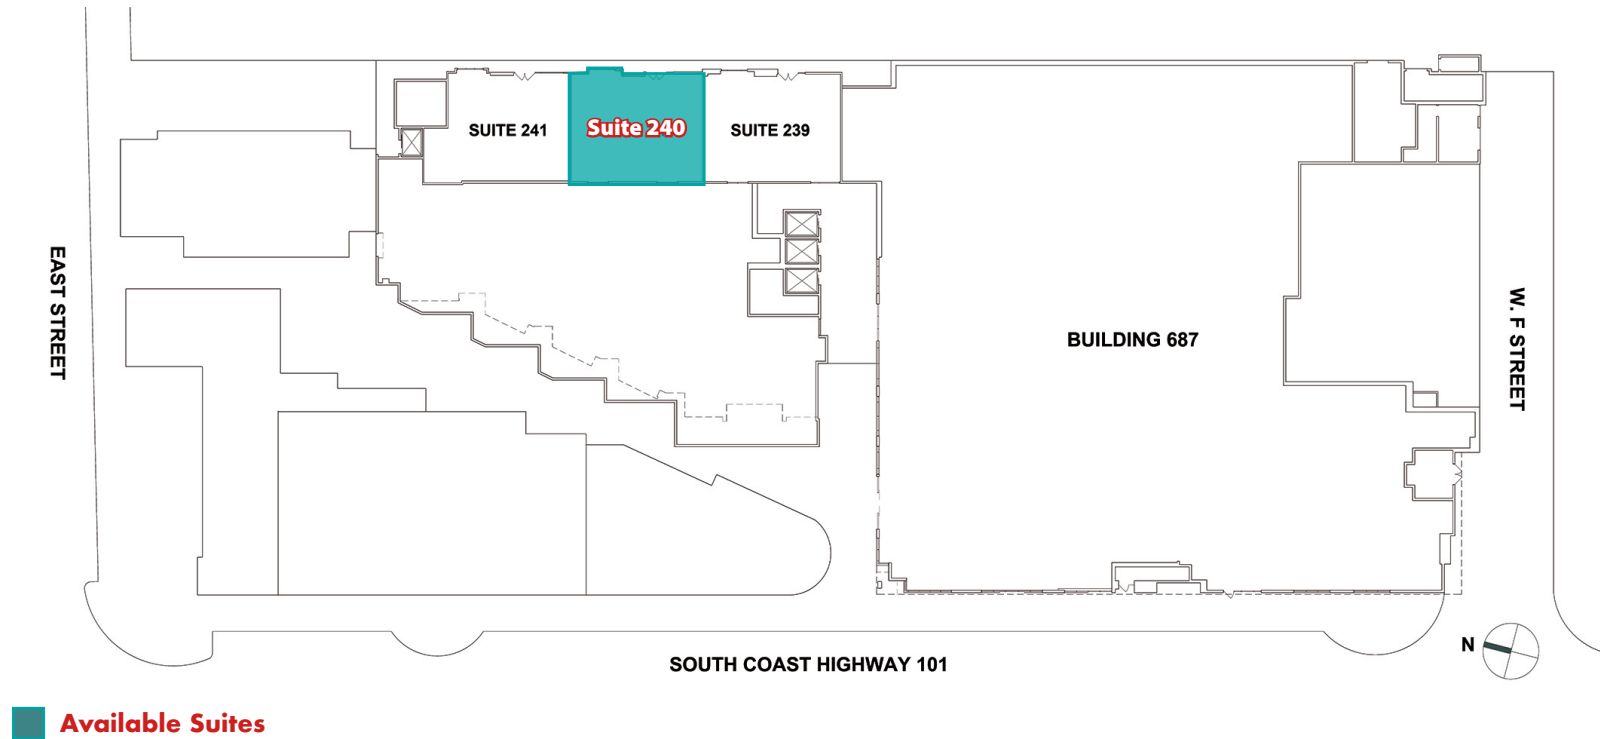 SUITE 241
Suite 240
SUITE 239
EAST STREET
BUILDING 687
W. F STREET
N
SOUTH COAST HIGHWAY 101
Available Suites